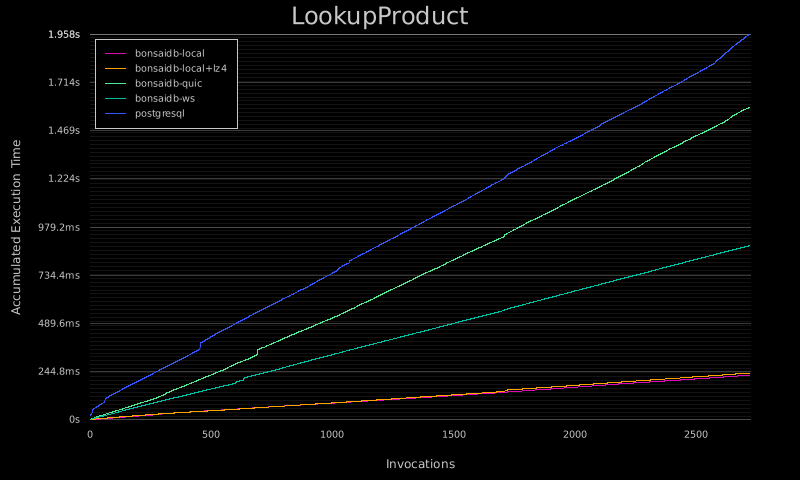 LookupProduct
1.958s
1.714s
1.469s
1.224s
979.2ms
734.4ms
489.6ms
244.8ms
0s
bonsaidb-local
bonsaidb-local+lz4
bonsaidb-quic
bonsaidb-ws
postgresql
Accumulated Execution Time
0 500 1000 1500 2000 2500
Invocations